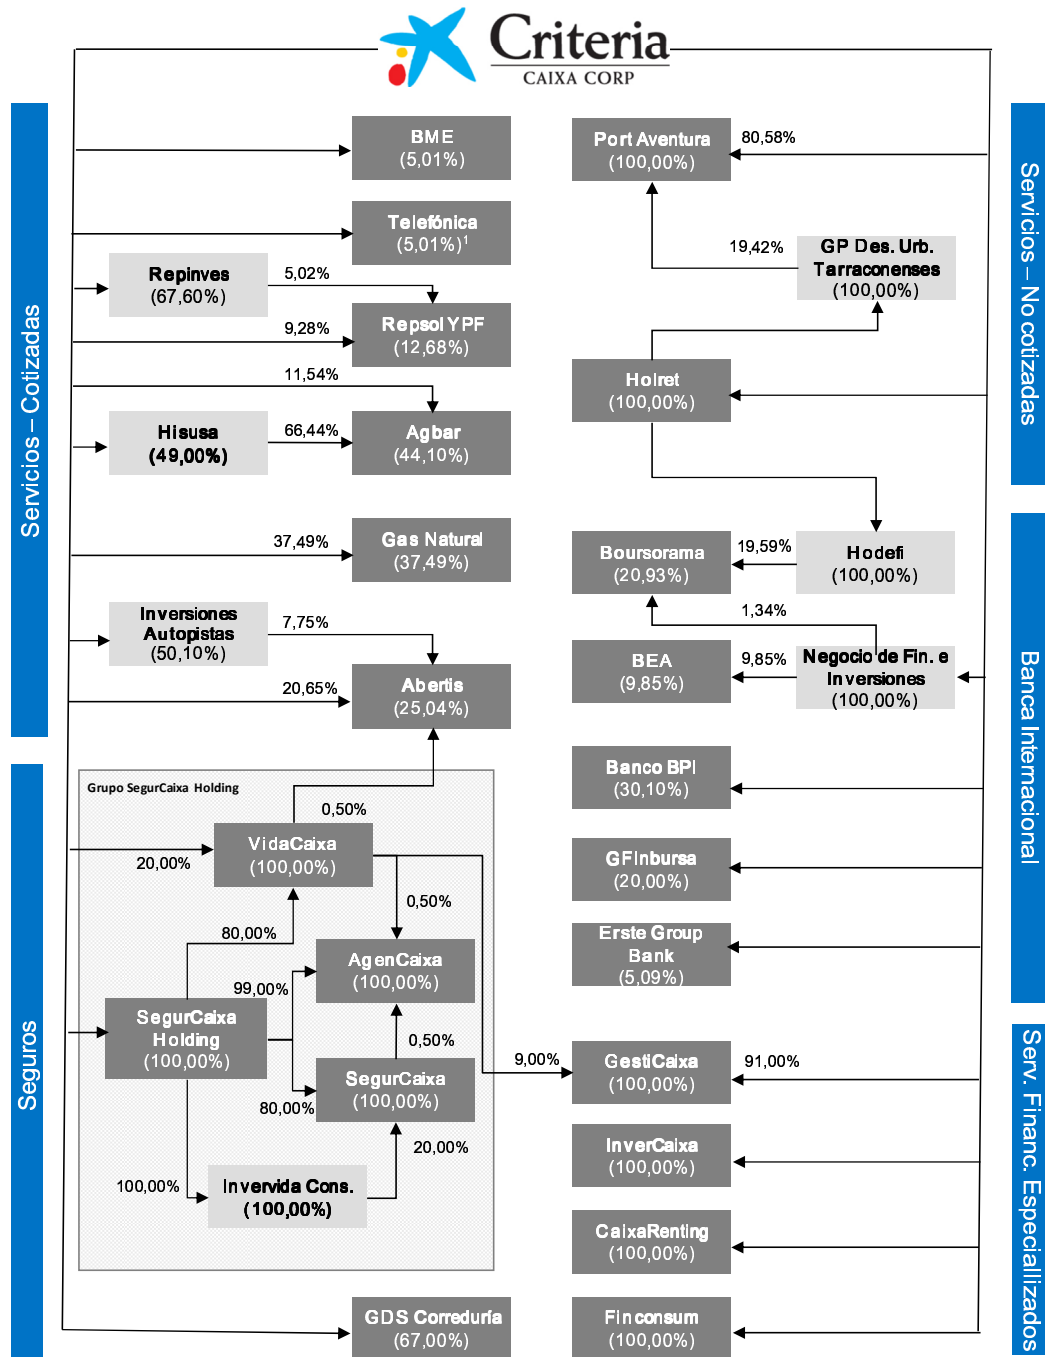 Criteria
CAIXA CORP
Servicios – Cotizadas
BME
(5,01%)
Telefónica
(5,01%)¹
Repinves
(67,60%)
5,02%
9,28%
Repsol YPF
(12,68%)
11,54%
Hisusa
(49,00%)
66,44%
Agbar
(44,10%)
37,49%
Gas Natural
(37,49%)
Inversiones
Autopistas
(50,10%)
7,75%
20,65%
Abertis
(25,04%)
Seguros
Grupo SegurCaixa Holding
0,50%
VidaCaixa
(100,00%)
20,00%
0,50%
80,00%
AgenCaixa
(100,00%)
99,00%
SegurCaixa
Holding
(100,00%)
0,50%
SegurCaixa
(100,00%)
80,00%
20,00%
100,00%
Invervida Cons.
(100,00%)
GDS Correduría
(67,00%)
Servicios – No cotizadas
Port Aventura
(100,00%)
80,58%
19,42%
GP Des. Urb.
Tarraconenses
(100,00%)
Holret
(100,00%)
Banca Internacional
Boursorama
(20,93%)
19,59%
Hodefi
(100,00%)
1,34%
BEA
(9,85%)
9,85%
Negocio de Fin. e
Inversiones
(100,00%)
Banco BPI
(30,10%)
GFinbursa
(20,00%)
Erste Group
Bank
(5,09%)
Serv. Financ. Especiallizados
9,00%
GestiCaixa
(100,00%)
91,00%
InverCaixa
(100,00%)
CaixaRenting
(100,00%)
Finconsum
(100,00%)